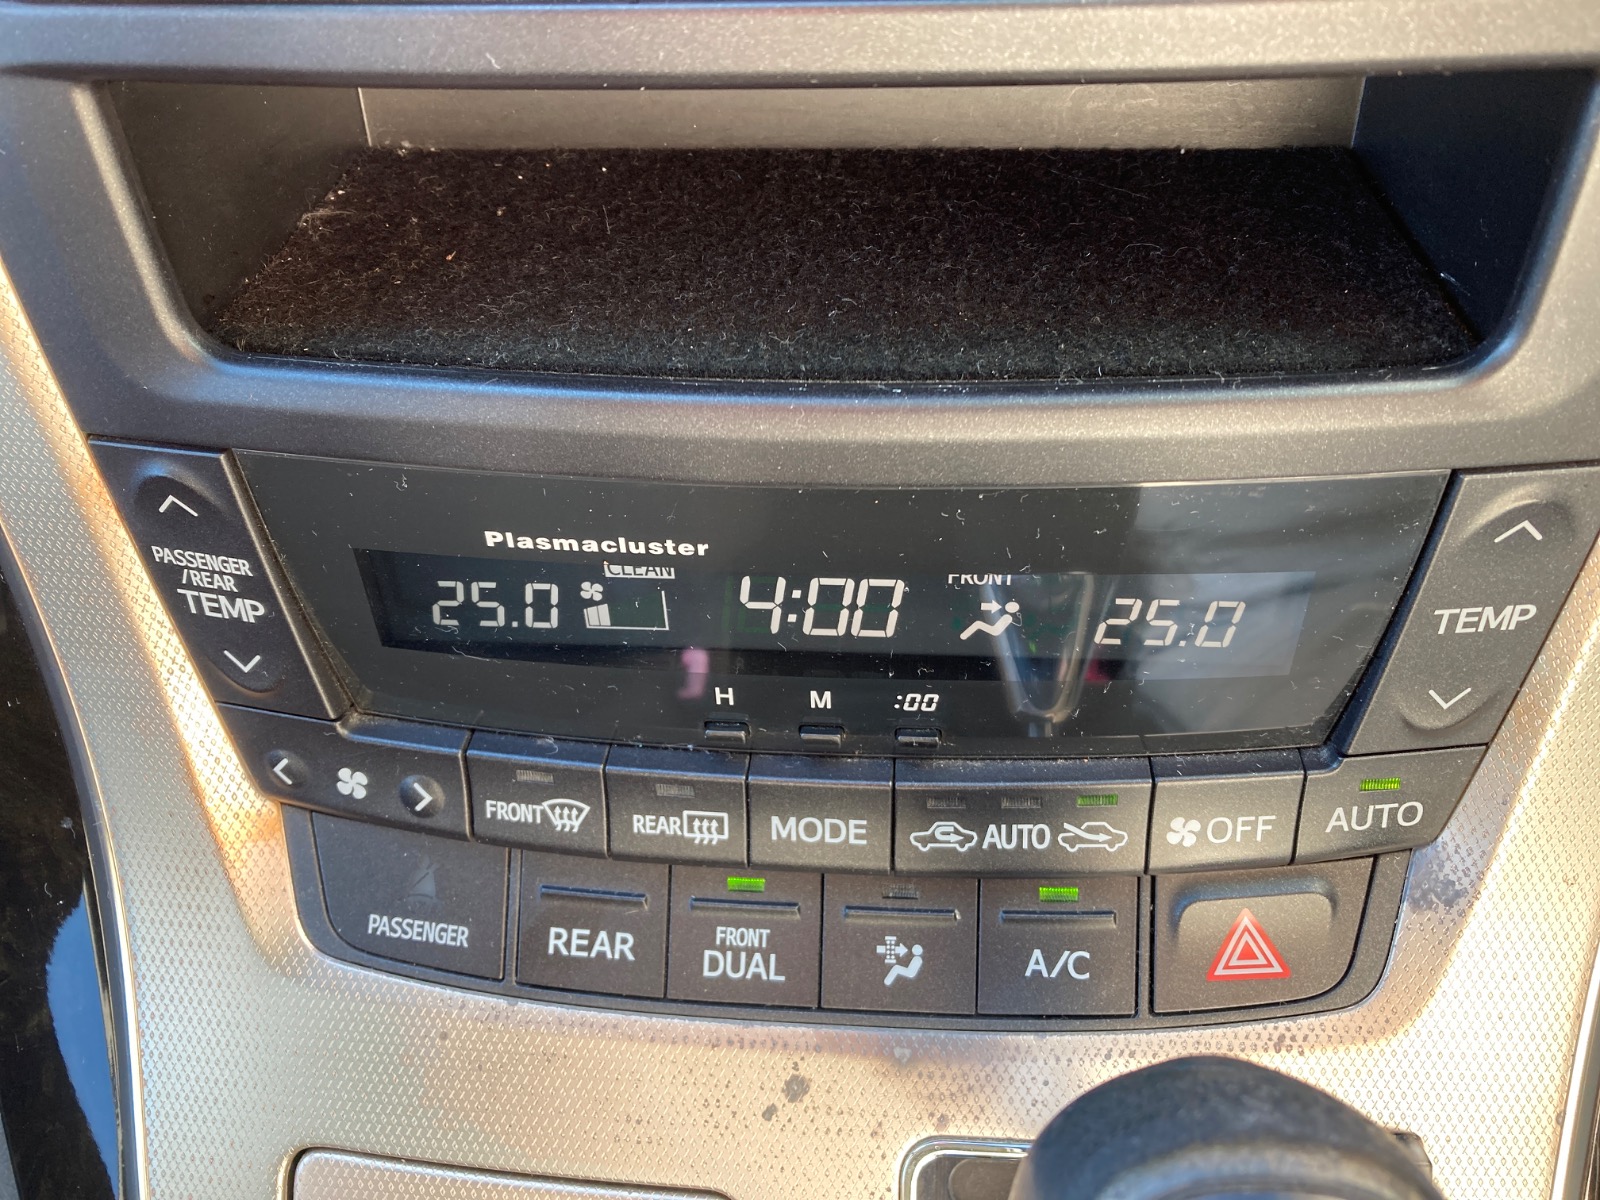 Plasmacluster
CLEAN
25.0
4:00
FRONT
25.0
PASSENGER
/REAR
TEMP
TEMP
H
M
:00
FRONT
REAR
MODE
AUTO
OFF
AUTO
PASSENGER
REAR
FRONT
DUAL
A/C